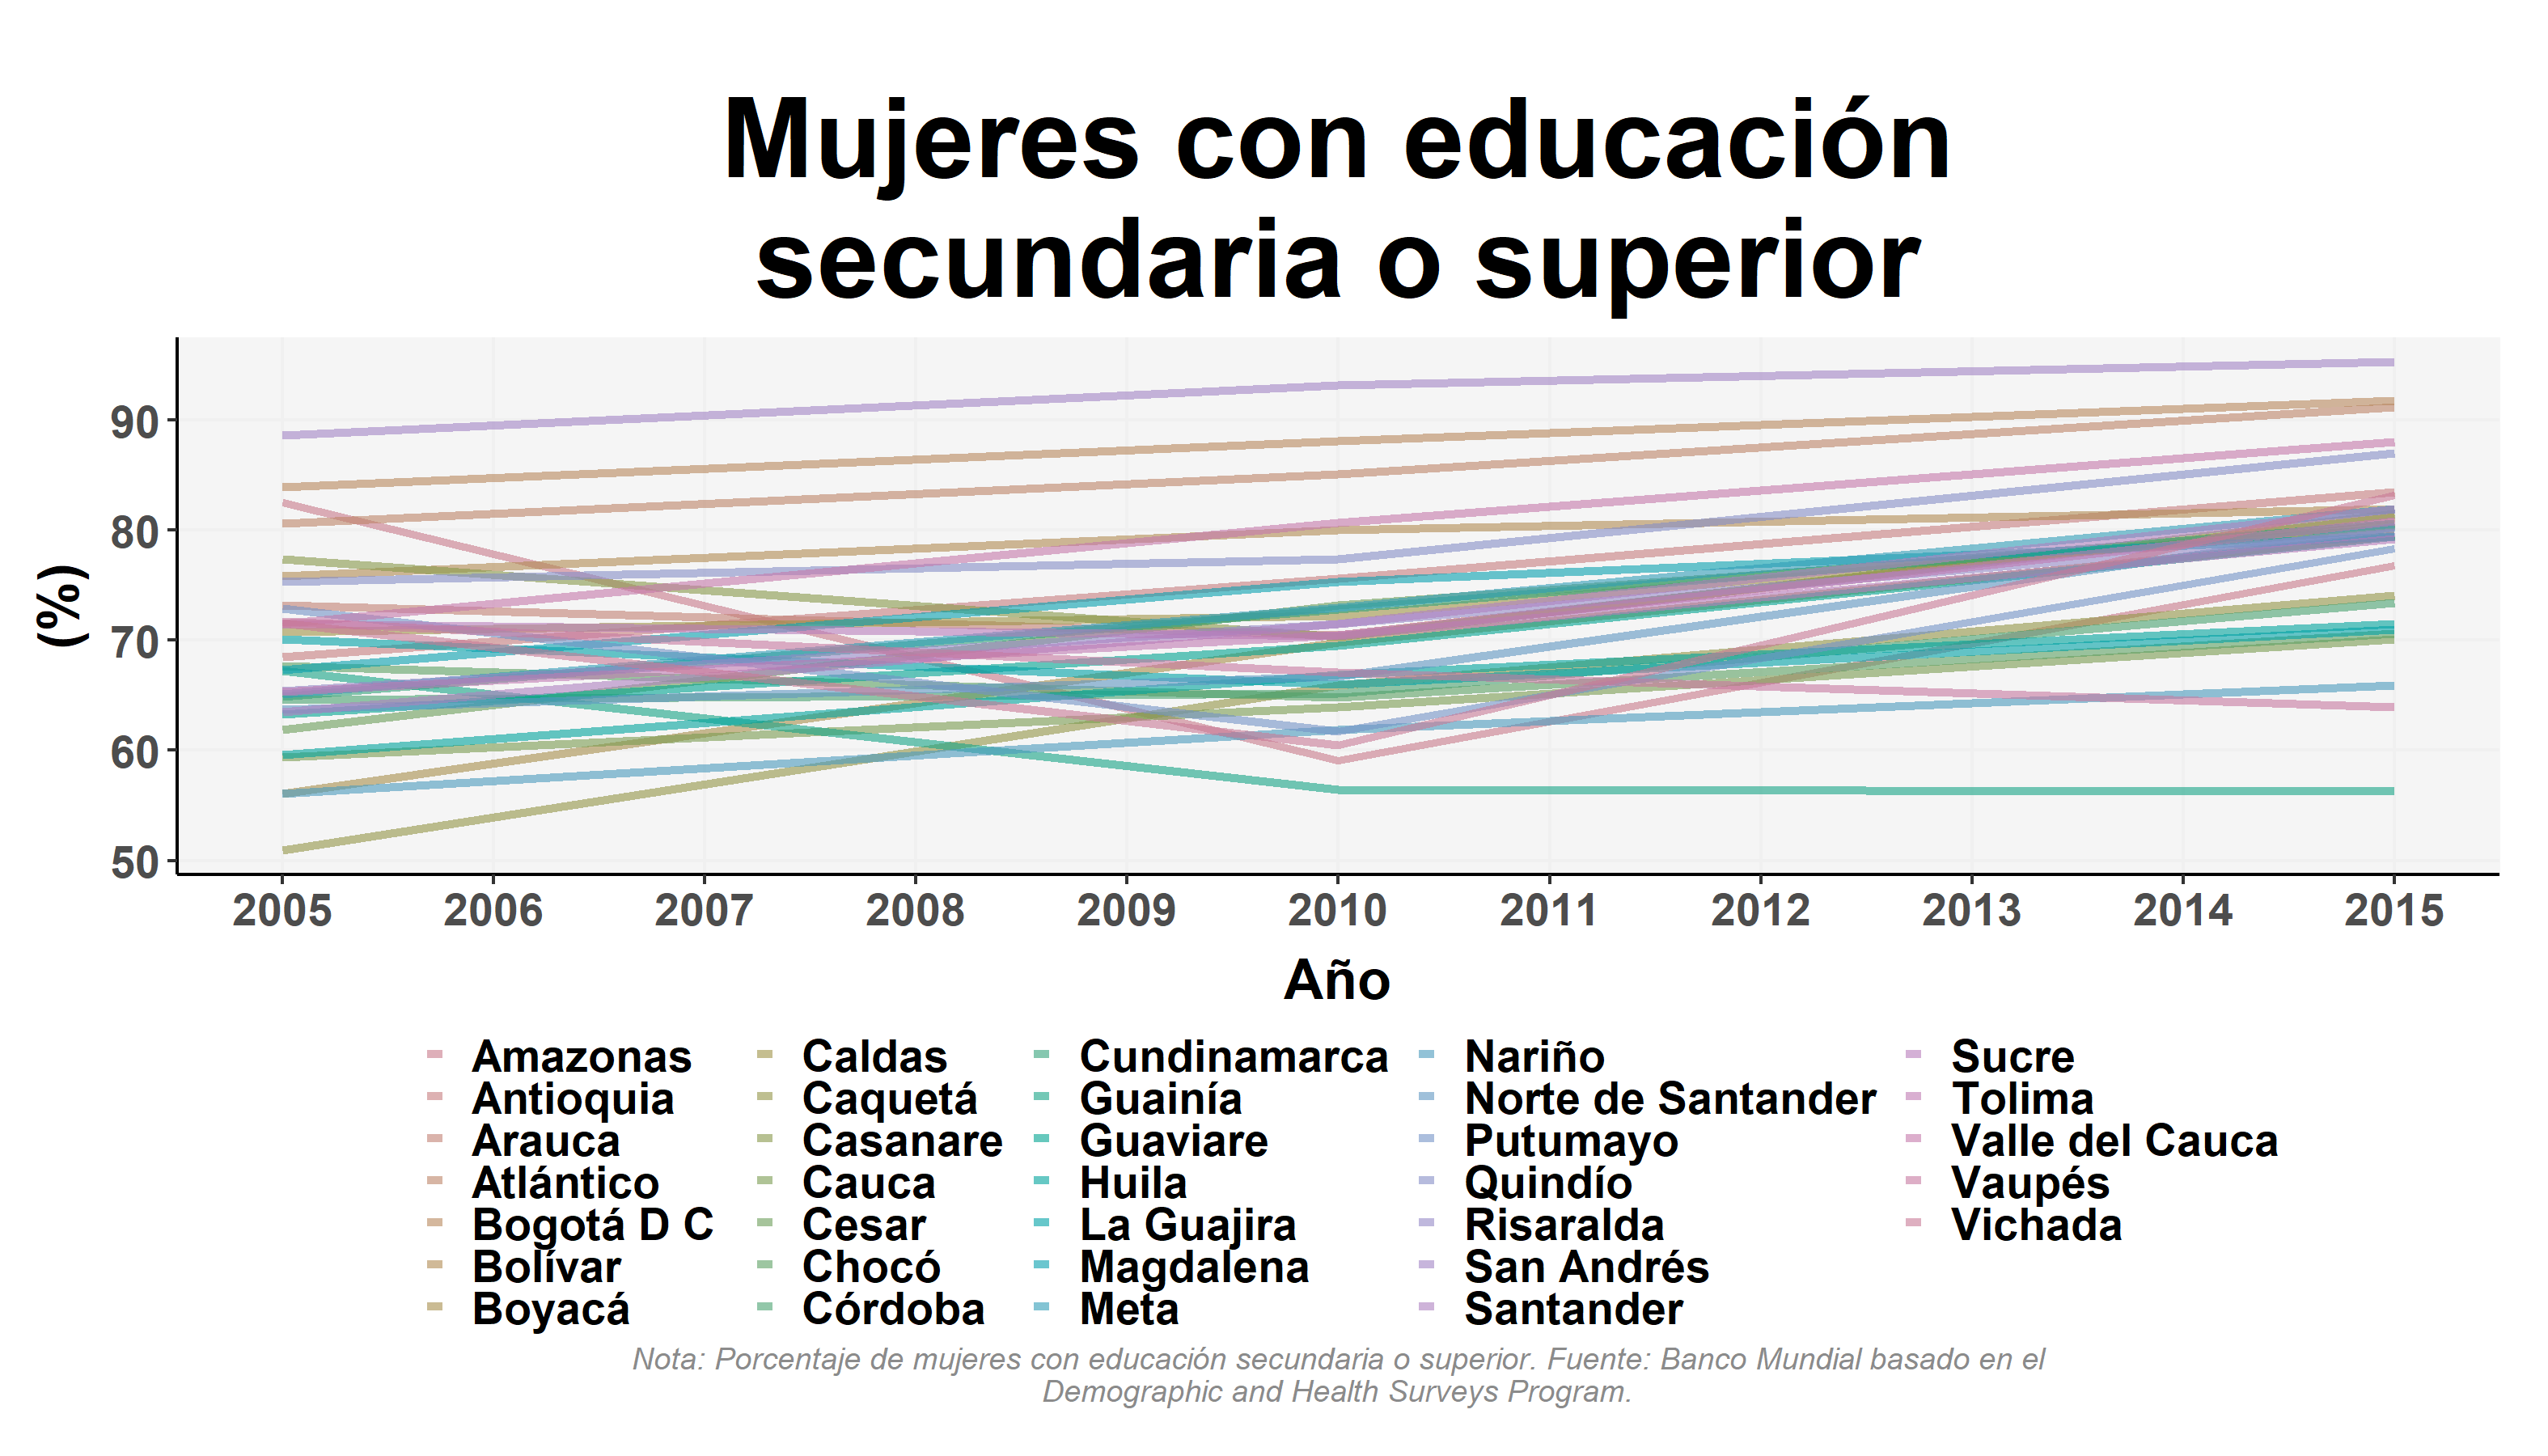 Mujeres con educación
secundaria o superior
(%)
90
80
70
60
50
2005 2006 2007 2008 2009 2010 2011 2012 2013 2014 2015
Año
Amazonas Caldas Cundinamarca Nariño Sucre
Antioquia Caquetá Guainía Norte de Santander Tolima
Arauca Casanare Guaviare Putumayo Valle del Cauca
Atlántico Cauca Huila Quindío Vaupés
Bogotá D C Cesar La Guajira Risaralda Vichada
Bolívar Chocó Magdalena San Andrés
Boyacá Córdoba Meta Santander
Nota: Porcentaje de mujeres con educación secundaria o superior. Fuente: Banco Mundial basado en el
Demographic and Health Surveys Program.